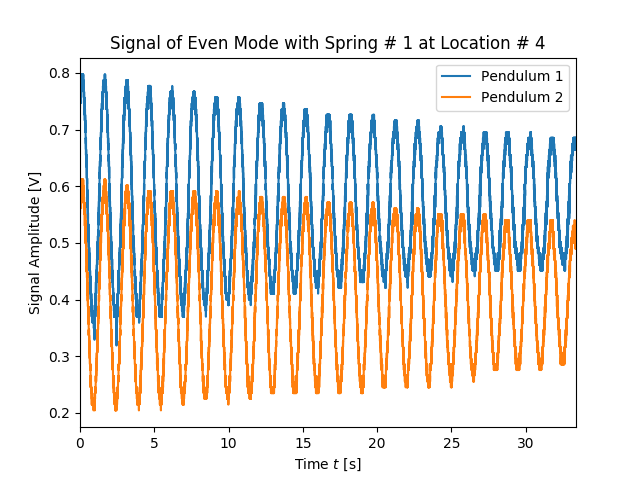 Signal of Even Mode with Spring # 1 at Location # 4
Pendulum 1
Pendulum 2
Signal Amplitude [V]
0.8
0.7
0.6
0.5
0.4
0.3
0.2
0 5 10 15 20 25 30
Time t [s]